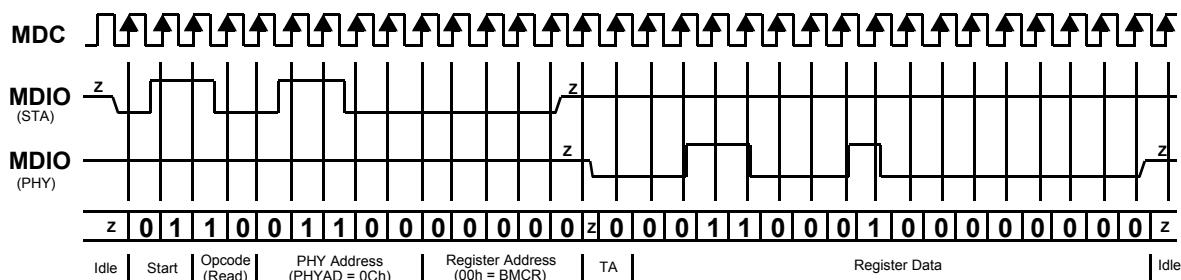 MDC
z
MDIO
(STA)
z
MDIO
(PHY)
z
z
z 0 1 1 0 0 1 1 0 0 0 0 0 0 0 z 0 0 0 1 1 0 0 0 1 0 0 0 0 0 0 0 0 z
Idle Start Opcode (Read) PHY Address (PHYAD = 0Ch) Register Address (00h = BMCR) TA Register Data Idle